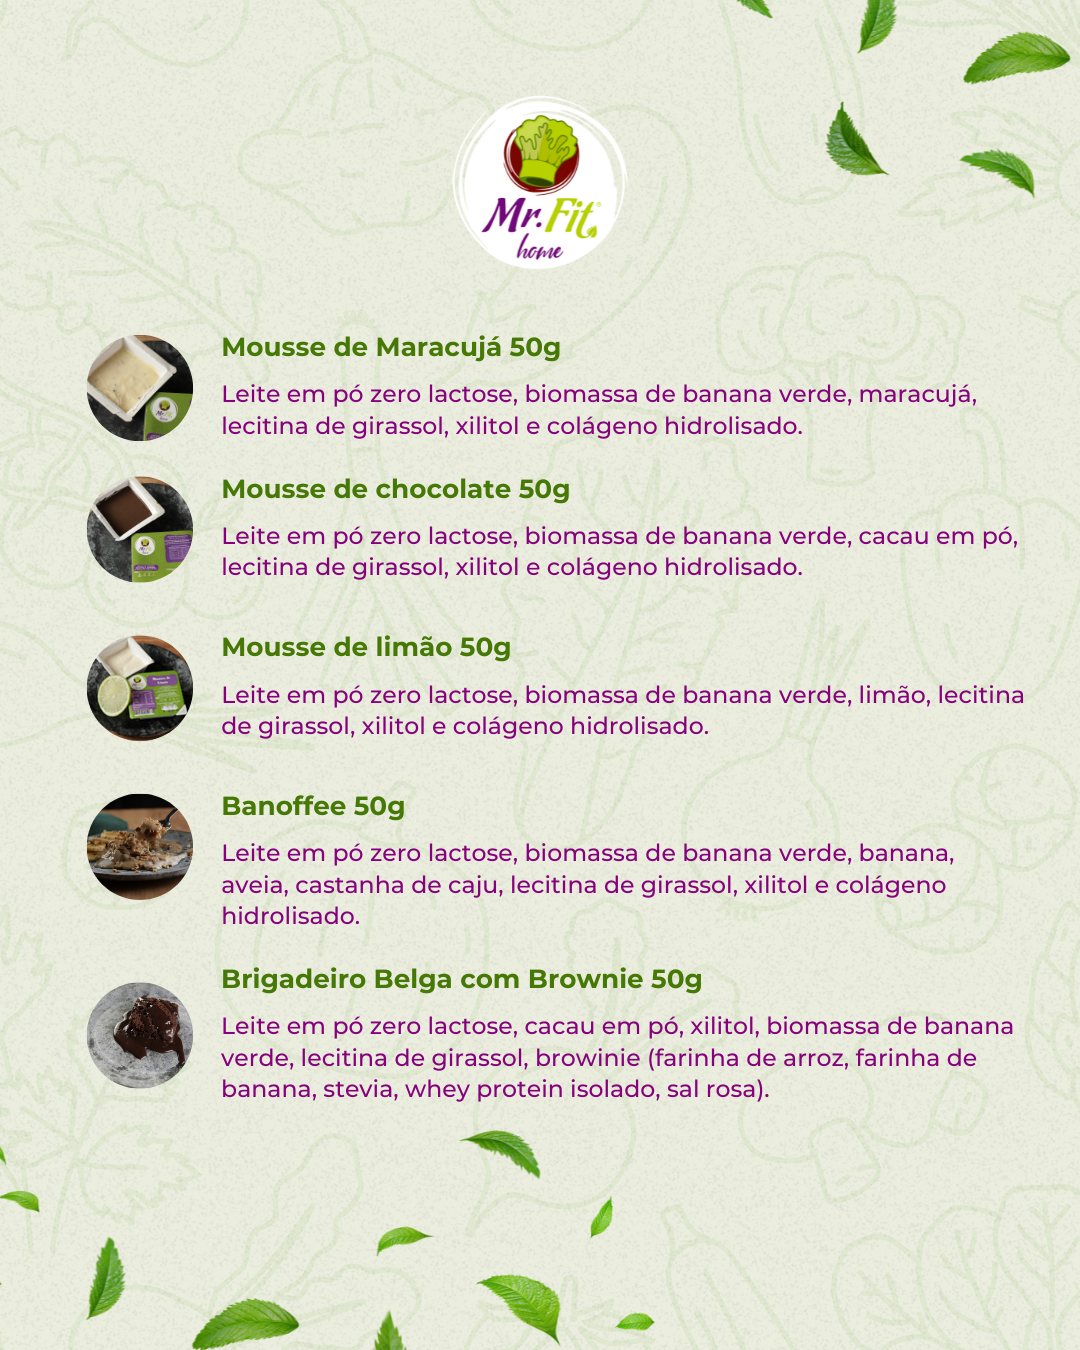 Mr.Fit
home
Mousse de Maracujá 50g
Leite em pó zero lactose, biomassa de banana verde, maracujá,
lecitina de girassol, xilitol e colágeno hidrolisado.
Mousse de chocolate 50g
Leite em pó zero lactose, biomassa de banana verde, cacau em pó,
lecitina de girassol, xilitol e colágeno hidrolisado.
Mousse de limão 50g
Leite em pó zero lactose, biomassa de banana verde, limão, lecitina
de girassol, xilitol e colágeno hidrolisado.
Banoffee 50g
Leite em pó zero lactose, biomassa de banana verde, banana,
aveia, castanha de caju, lecitina de girassol, xilitol e colágeno
hidrolisado.
Brigadeiro Belga com Brownie 50g
Leite em pó zero lactose, cacau em pó, xilitol, biomassa de banana
verde, lecitina de girassol, browinie (farinha de arroz, farinha de
banana, stevia, whey protein isolado, sal rosa).